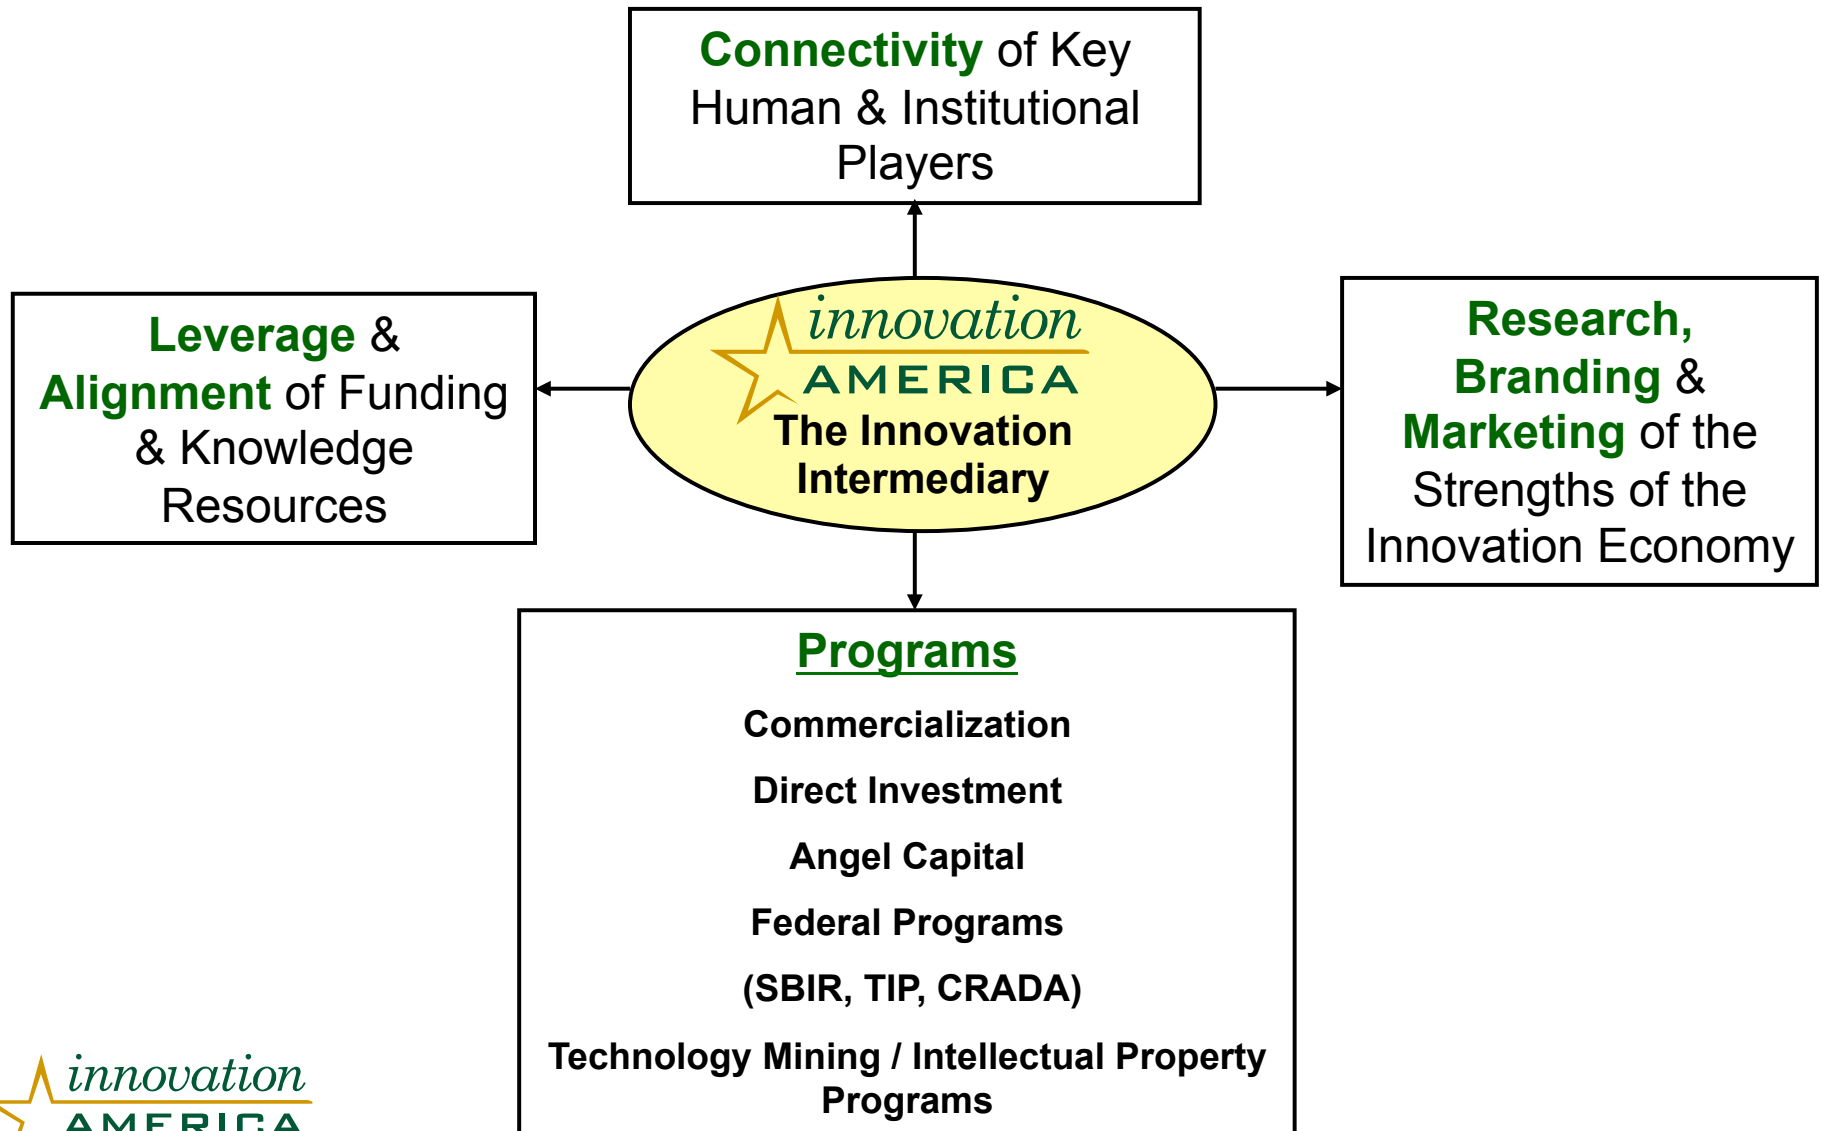 Connectivity of Key
Human & Institutional
Players
Leverage &
Alignment of Funding
& Knowledge
Resources
innovation
AMERICA
The Innovation
Intermediary
Research,
Branding &
Marketing of the
Strengths of the
Innovation Economy
Programs
Commercialization
Direct Investment
Angel Capital
Federal Programs
(SBIR, TIP, CRADA)
Technology Mining / Intellectual Property
Programs
innovation
AMERICA